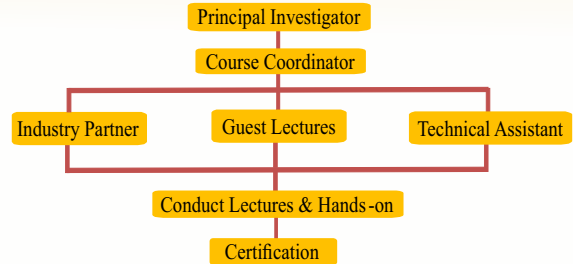 Principal Investigator
Course Coordinator
Industry Partner
Guest Lectures
Technical Assistant
Conduct Lectures & Hands-on
Certification